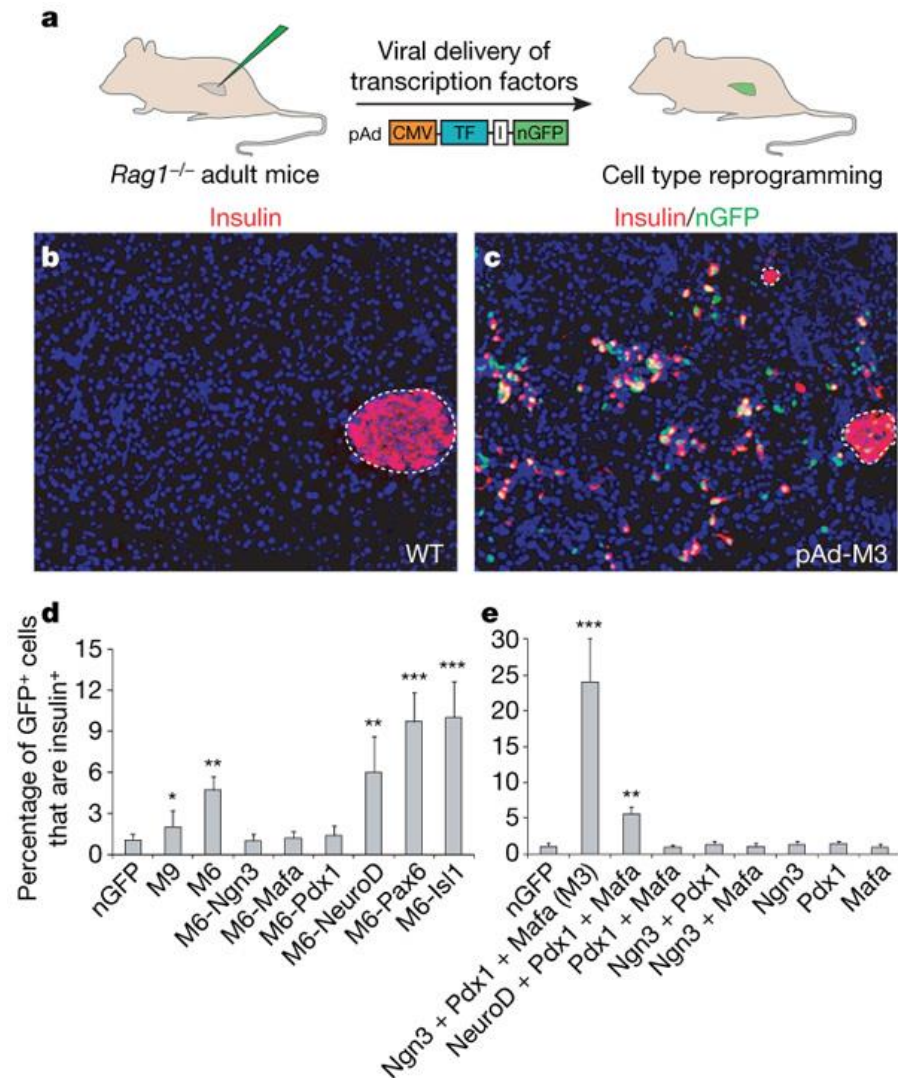 a
Viral delivery of
transcription factors
pAd CMV TF I nGFP
Rag1–/– adult mice
Cell type reprogramming
Insulin
Insulin/nGFP
b
c
WT
pAd-M3
d
Percentage of GFP+ cells
that are insulin+
15
12
9
6
3
0
*
**
**
***
***
nGFP
M9
M6
M6-Ngn3
M6-Mafa
M6-Pdx1
M6-NeuroD
M6-Pax6
M6-Isl1
e
30
25
20
15
10
5
0
***
**
nGFP
Ngn3 + Pdx1 + Mafa (M3)
NeuroD + Pdx1 + Mafa
Pdx1 + Mafa
Ngn3 + Pdx1
Ngn3 + Mafa
Ngn3
Pdx1
Mafa